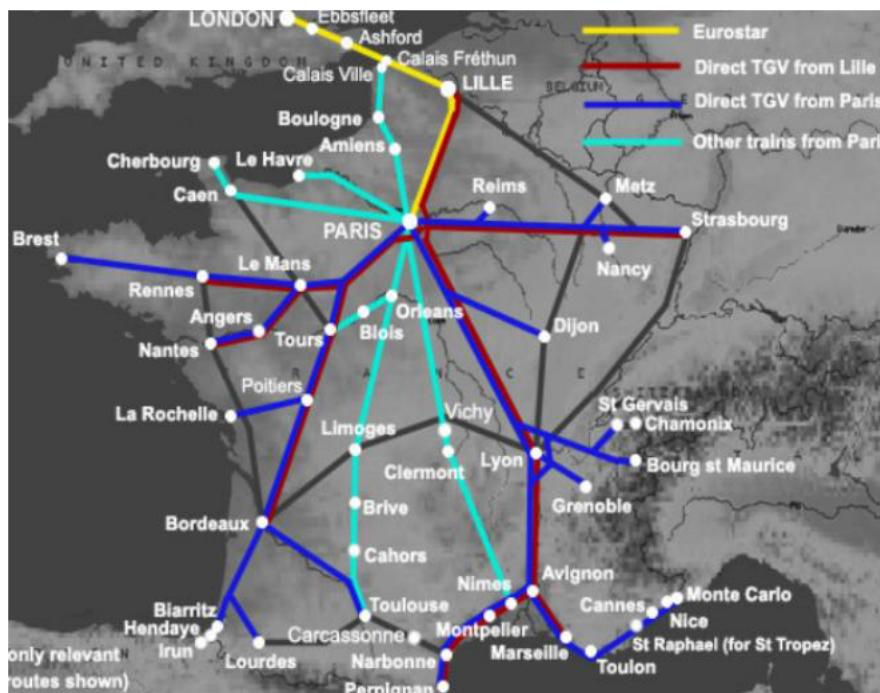 LONDON
Ebbsfleet
Ashford
Calais Fréthun
Calais Ville
LILLE
UNITED KINGDOM
BELGIUM
Eurostar
Direct TGV from Lille
Direct TGV from Paris
Other trains from Pari
Boulogne
Amiens
Cherbourg
Le Havre
Caen
Reims
Metz
PARIS
Strasbourg
Brest
Le Mans
Nancy
Rennes
Orleans
Angers
Tours
Blois
Dijon
Nantes
Poitiers
St Gervais
La Rochelle
Vichy
Chamonix
Limoges
Clermont
Lyon
Bourg st Maurice
Grenoble
Brive
Bordeaux
Cahors
Avignon
Nimes
Monte Carlo
Biarritz
Toulouse
Cannes
Nice
Hendaye
Montpelier
Irun
Carcassonne
Marseille
St Raphael (for St Tropez)
Lourdes
Narbonne
Toulon
only relevant
routes shown)
Perpignan